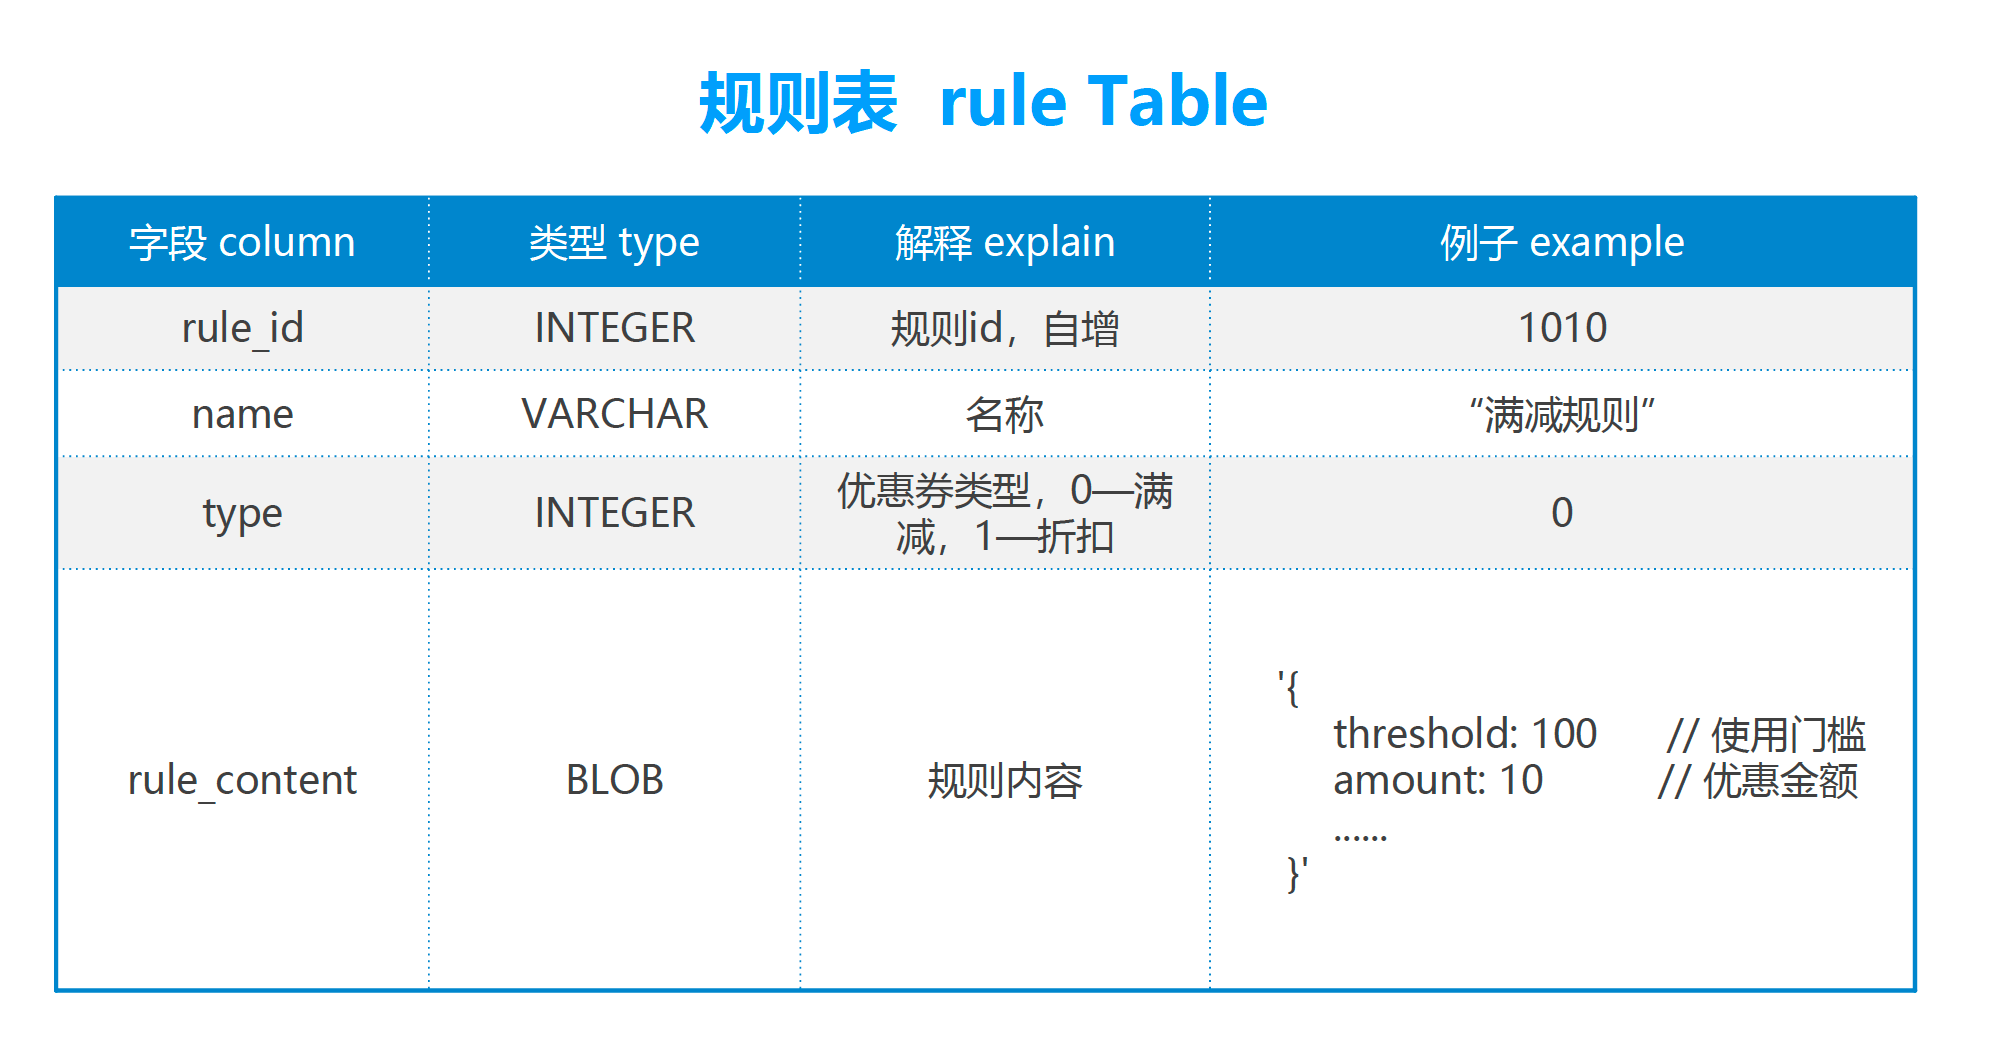 规则表 rule Table
字段 column 类型 type 解释 explain 例子 example
rule_id INTEGER 规则id，自增 1010
name VARCHAR 名称 “满减规则”
type INTEGER 优惠券类型，0—满
减，1—折扣 0
rule_content BLOB 规则内容
'{
threshold: 100 // 使用门槛
amount: 10 // 优惠金额
......
}'